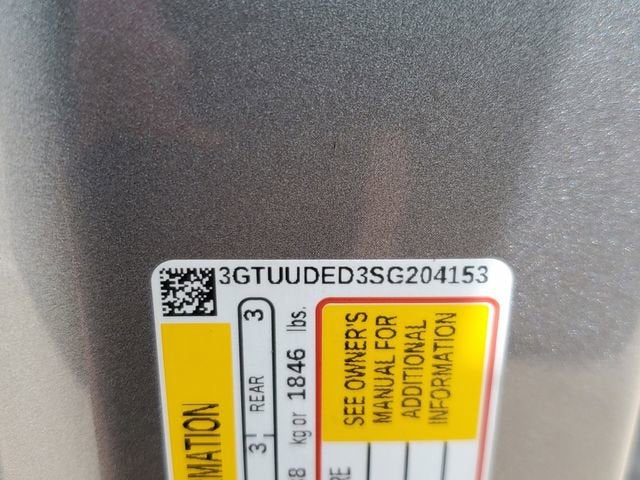 3GTUUDED3SG204153
MATION
3 REAR 3
kg or 1846 lbs.
SEE OWNER'S
MANUAL FOR
ADDITIONAL
INFORMATION